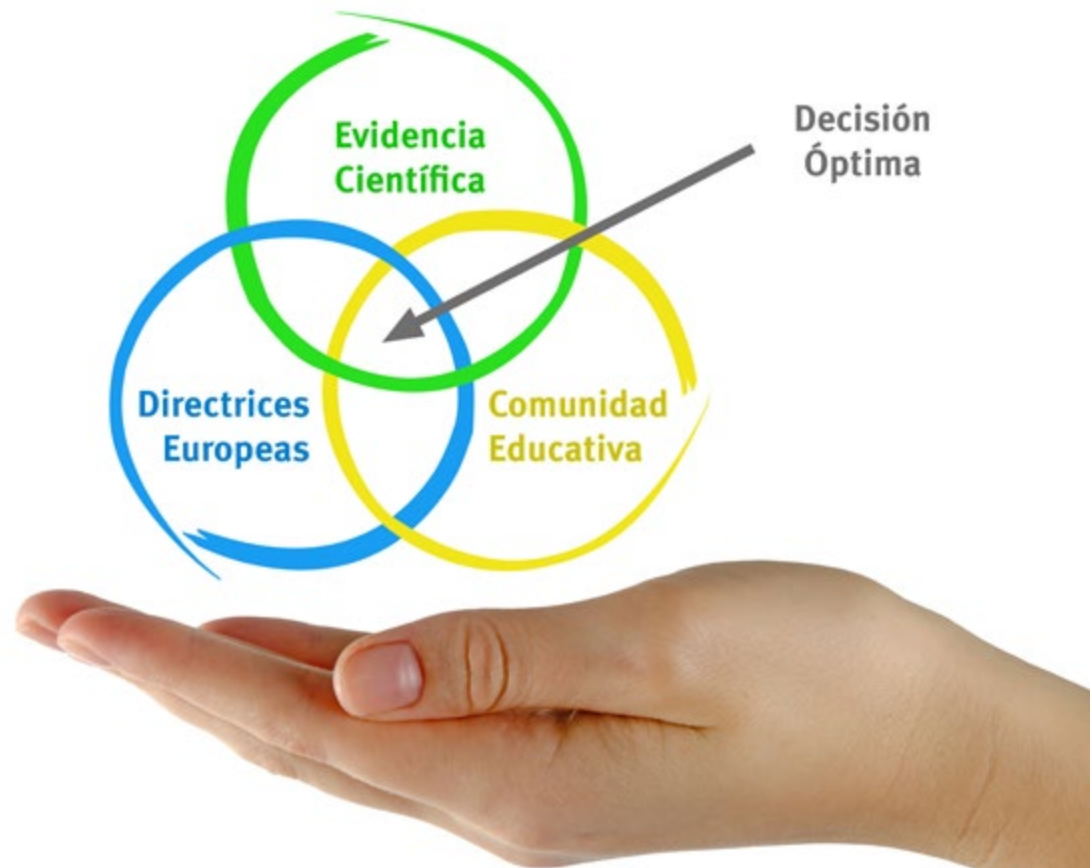 Evidencia
Científica
Decisión
Óptima
Directrices
Europeas
Comunidad
Educativa